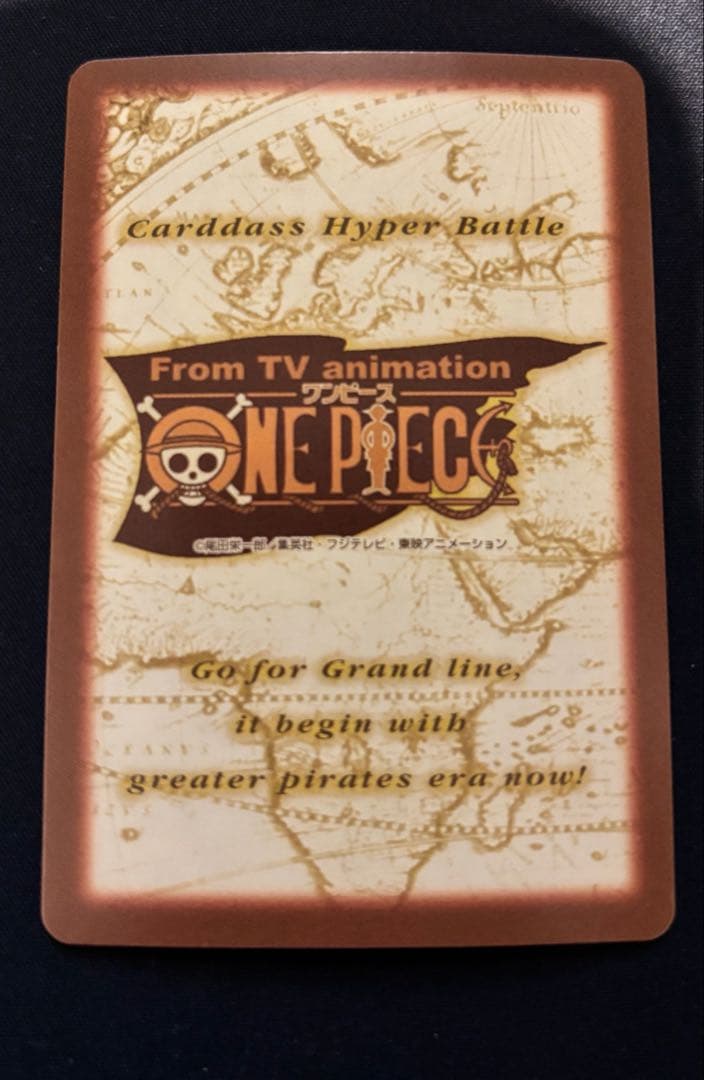 Septentrio
Carddass Hyper Battle
From TV animation
ワンピース
ONE PIECE
©尾田栄一郎／集英社・フジテレビ・東映アニメーション
Go for Grand line,
it begin with
greater pirates era now!